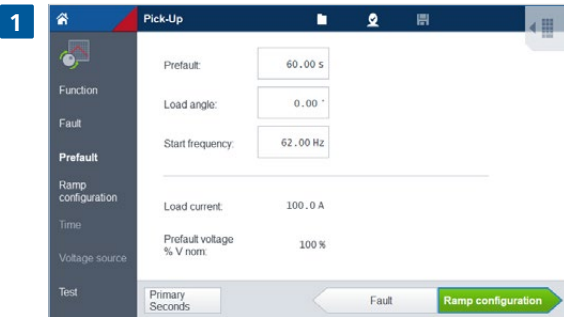 1
Pick-Up
Function
Fault
Prefault
Ramp
configuration
Time
Voltage source
Test
Prefault: 60.00 s
Load angle: 0.00 °
Start frequency: 62.00 Hz
Load current: 100.0 A
Prefault voltage
% V nom: 100 %
Primary
Seconds
Fault
Ramp configuration